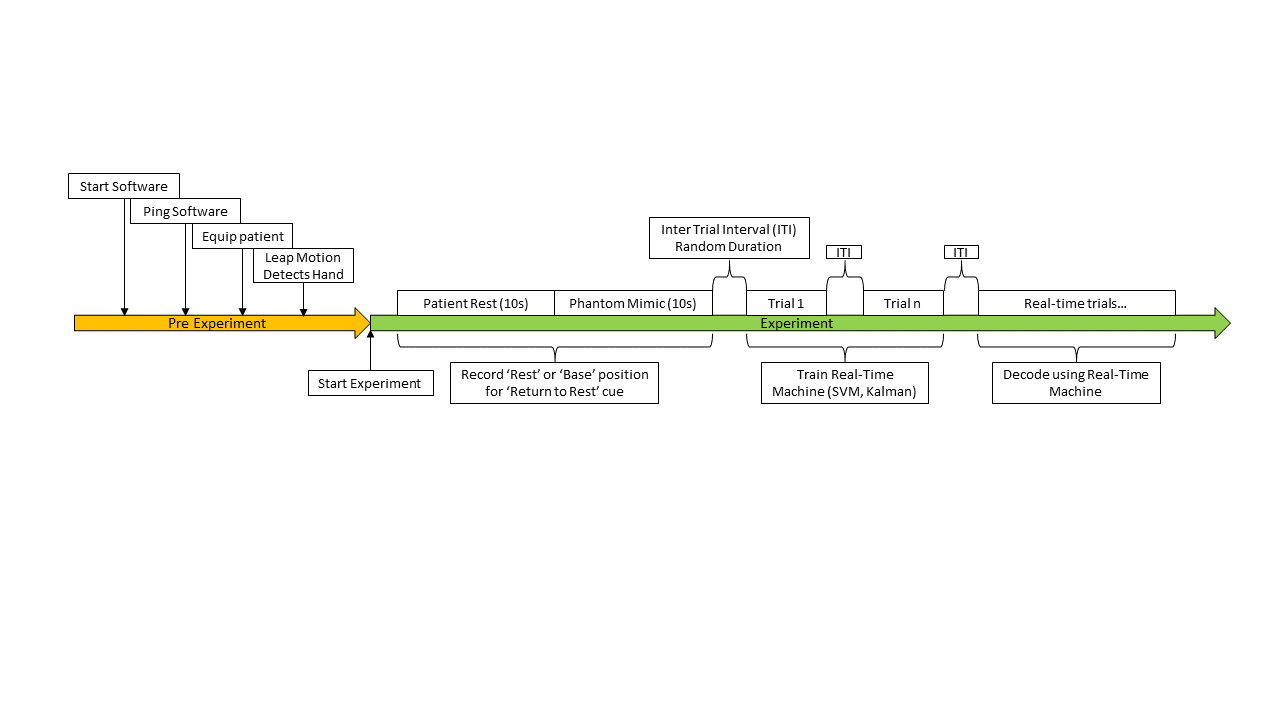 Start Software
Ping Software
Equip patient
Leap Motion
Detects Hand
Pre Experiment
Start Experiment
Inter Trial Interval (ITI)
Random Duration
ITI
ITI
Patient Rest (10s)
Phantom Mimic (10s)
Trial 1
Trial n
Real-time trials…
Experiment
Record ‘Rest’ or ‘Base’ position
for ‘Return to Rest’ cue
Train Real-Time
Machine (SVM, Kalman)
Decode using Real-Time
Machine